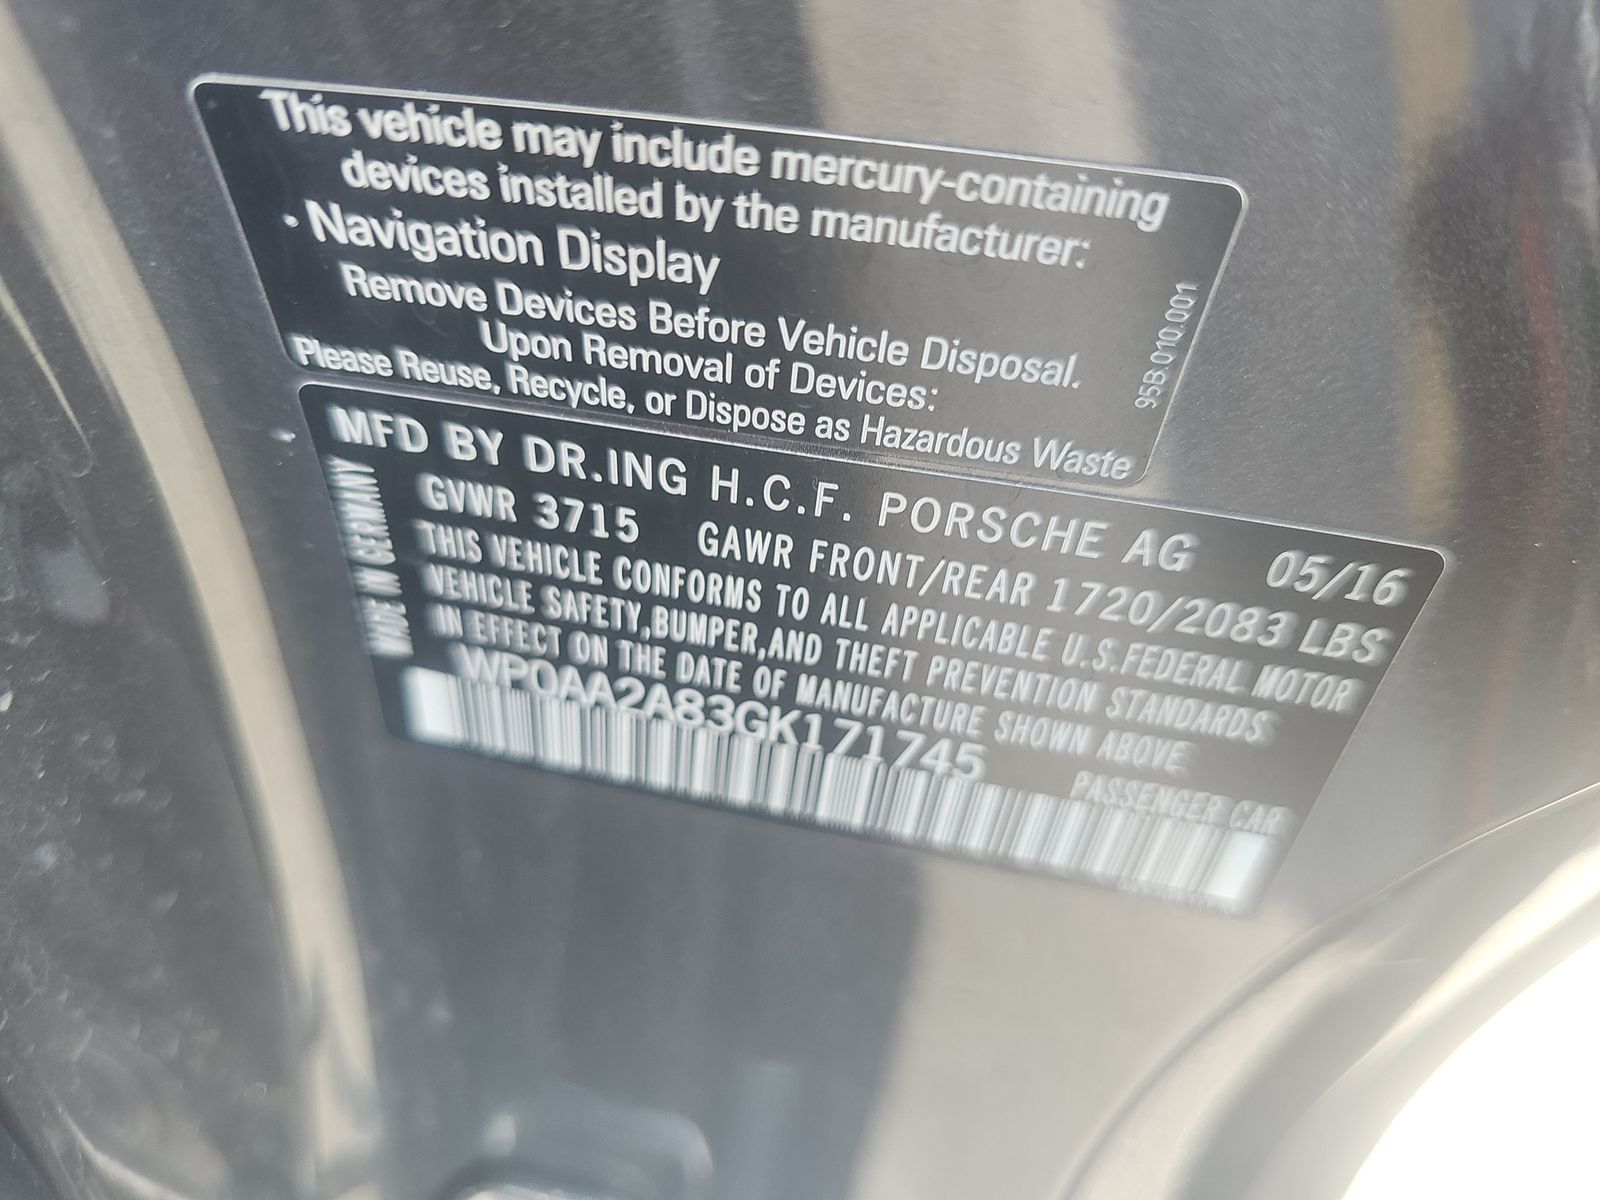 This vehicle may include mercury-containing
devices installed by the manufacturer:
· Navigation Display
Remove Devices Before Vehicle Disposal.
Upon Removal of Devices:
Please Reuse, Recycle, or Dispose as Hazardous Waste
95B.010.001
MFD BY DR.ING H.C.F. PORSCHE AG 05/16
GVWR 3715 GAWR FRONT/REAR 1720/2083 LBS
THIS VEHICLE CONFORMS TO ALL APPLICABLE U.S.FEDERAL MOTOR
VEHICLE SAFETY,BUMPER,AND THEFT PREVENTION STANDARDS
IN EFFECT ON THE DATE OF MANUFACTURE SHOWN ABOVE
WP0AA2A83GK171745
PASSENGER CAR
MADE IN GERMANY